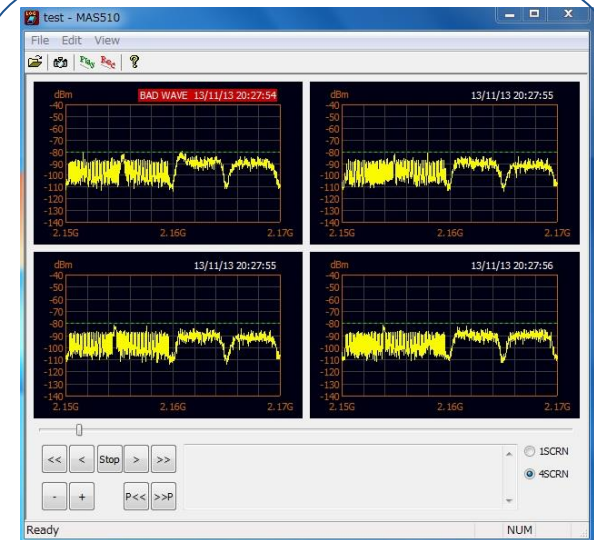 test - MAS510
File Edit View
Play Rec ?
dBm BAD WAVE 13/11/13 20:27:54
-40
-50
-60
-70
-80
-90
-100
-110
-120
-130
-140
2.15G 2.16G 2.17G
dBm 13/11/13 20:27:55
-40
-50
-60
-70
-80
-90
-100
-110
-120
-130
-140
2.15G 2.16G 2.17G
dBm 13/11/13 20:27:55
-40
-50
-60
-70
-80
-90
-100
-110
-120
-130
-140
2.15G 2.16G 2.17G
dBm 13/11/13 20:27:56
-40
-50
-60
-70
-80
-90
-100
-110
-120
-130
-140
2.15G 2.16G 2.17G
<< < Stop > >>
- + P<< >>P
1SCRN
4SCRN
Ready NUM